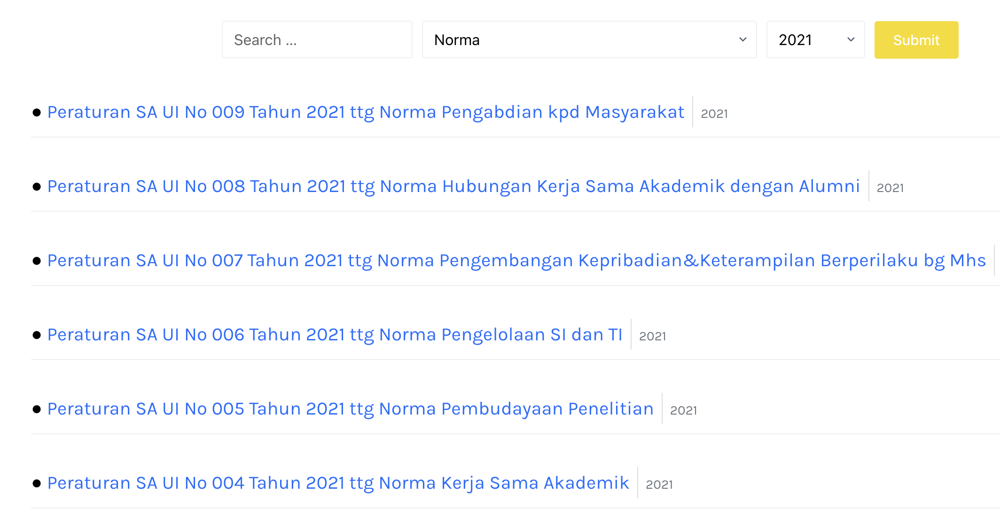 Search ... Norma 2021 Submit
Peraturan SA UI No 009 Tahun 2021 ttg Norma Pengabdian kpd Masyarakat 2021
Peraturan SA UI No 008 Tahun 2021 ttg Norma Hubungan Kerja Sama Akademik dengan Alumni 2021
Peraturan SA UI No 007 Tahun 2021 ttg Norma Pengembangan Kepribadian&Keterampilan Berperilaku bg Mhs
Peraturan SA UI No 006 Tahun 2021 ttg Norma Pengelolaan SI dan TI 2021
Peraturan SA UI No 005 Tahun 2021 ttg Norma Pembudayaan Penelitian 2021
Peraturan SA UI No 004 Tahun 2021 ttg Norma Kerja Sama Akademik 2021